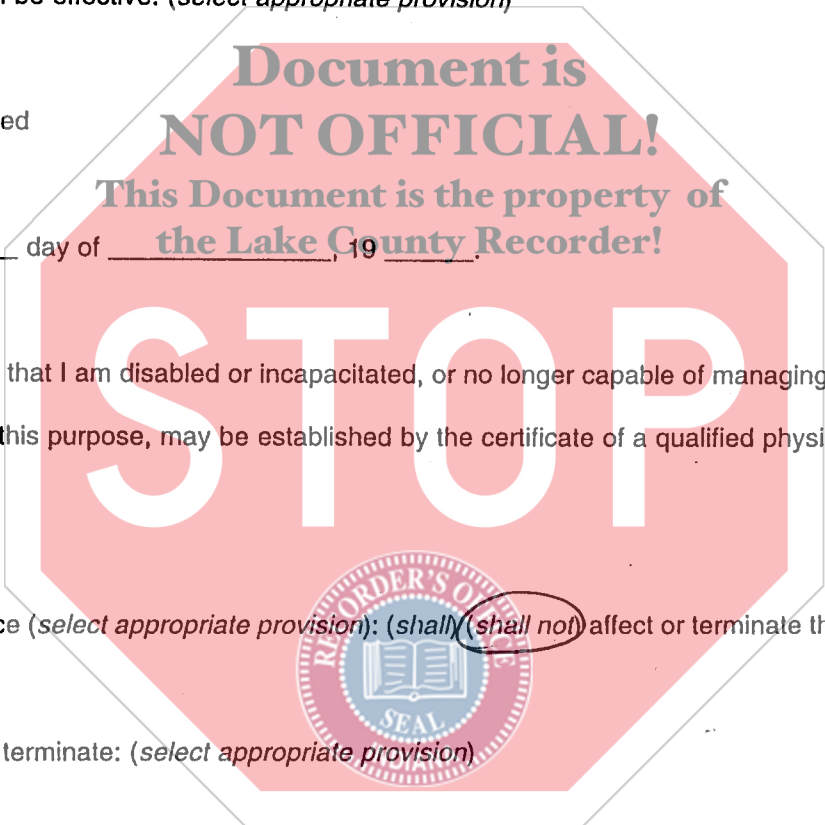 be effective: (select appropriate provision)
Document is
NOT OFFICIAL!
ed
This Document is the property of
the Lake County Recorder!
day of ____________, 19 ______.
STOP
that I am disabled or incapacitated, or no longer capable of managing
this purpose, may be established by the certificate of a qualified physi
RECORDER'S OFFICE
ce (select appropriate provision): (shall) (shall not) affect or terminate th
SEAL
INDIANA
terminate: (select appropriate provision)